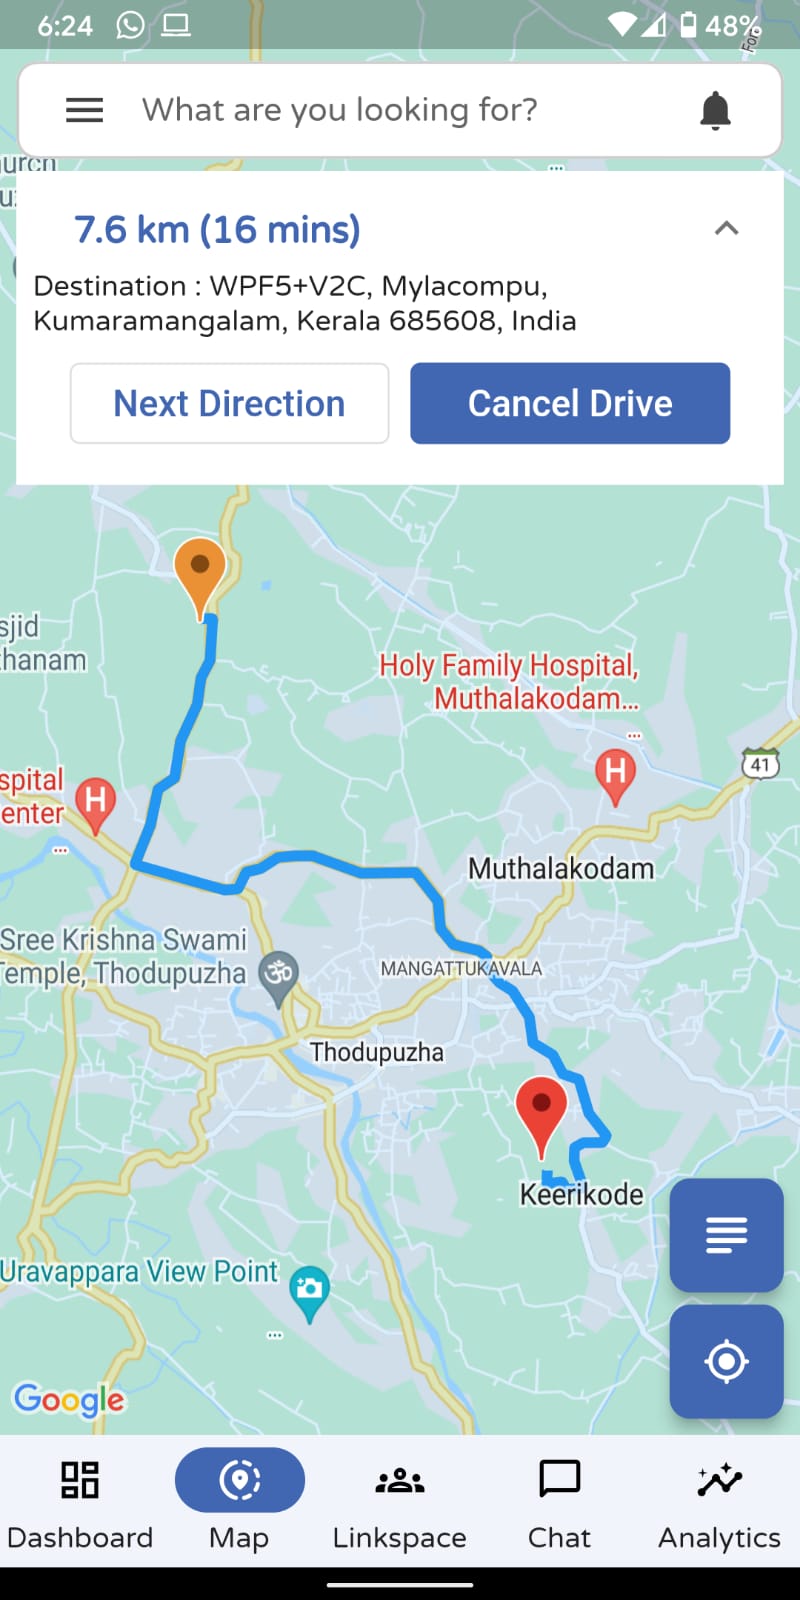 6:24
48%
What are you looking for?
7.6 km (16 mins)
Destination : WPF5+V2C, Mylacompu,
Kumaramangalam, Kerala 685608, India
Next Direction
Cancel Drive
Holy Family Hospital,
Muthalakodam...
41
H
H
Muthalakodam
Sree Krishna Swami
Temple, Thodupuzha
ॐ
MANGATTUKAVALA
Thodupuzha
Keerikode
Uravappara View Point
Google
Dashboard
Map
Linkspace
Chat
Analytics